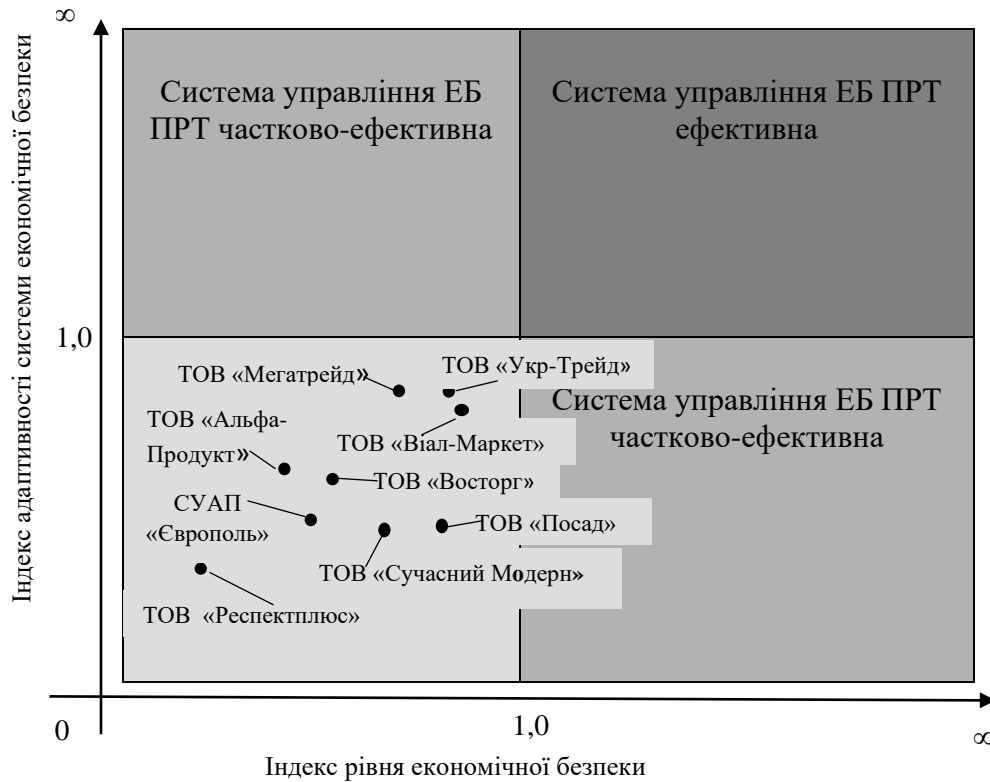 ∞
Індекс адаптивності системи економічної безпеки
Система управління ЕБ
ПРТ частково-ефективна
Система управління ЕБ ПРТ
ефективна
1,0
ТОВ «Укр-Трейд»
ТОВ «Мегатрейд»
Система управління ЕБ ПРТ
частково-ефективна
ТОВ «Альфа-
Продукт»
ТОВ «Віал-Маркет»
ТОВ «Восторг»
СУАП
«Європоль»
ТОВ «Посад»
ТОВ «Сучасний Модерн»
ТОВ «Респектплюс»
0
1,0
∞
Індекс рівня економічної безпеки